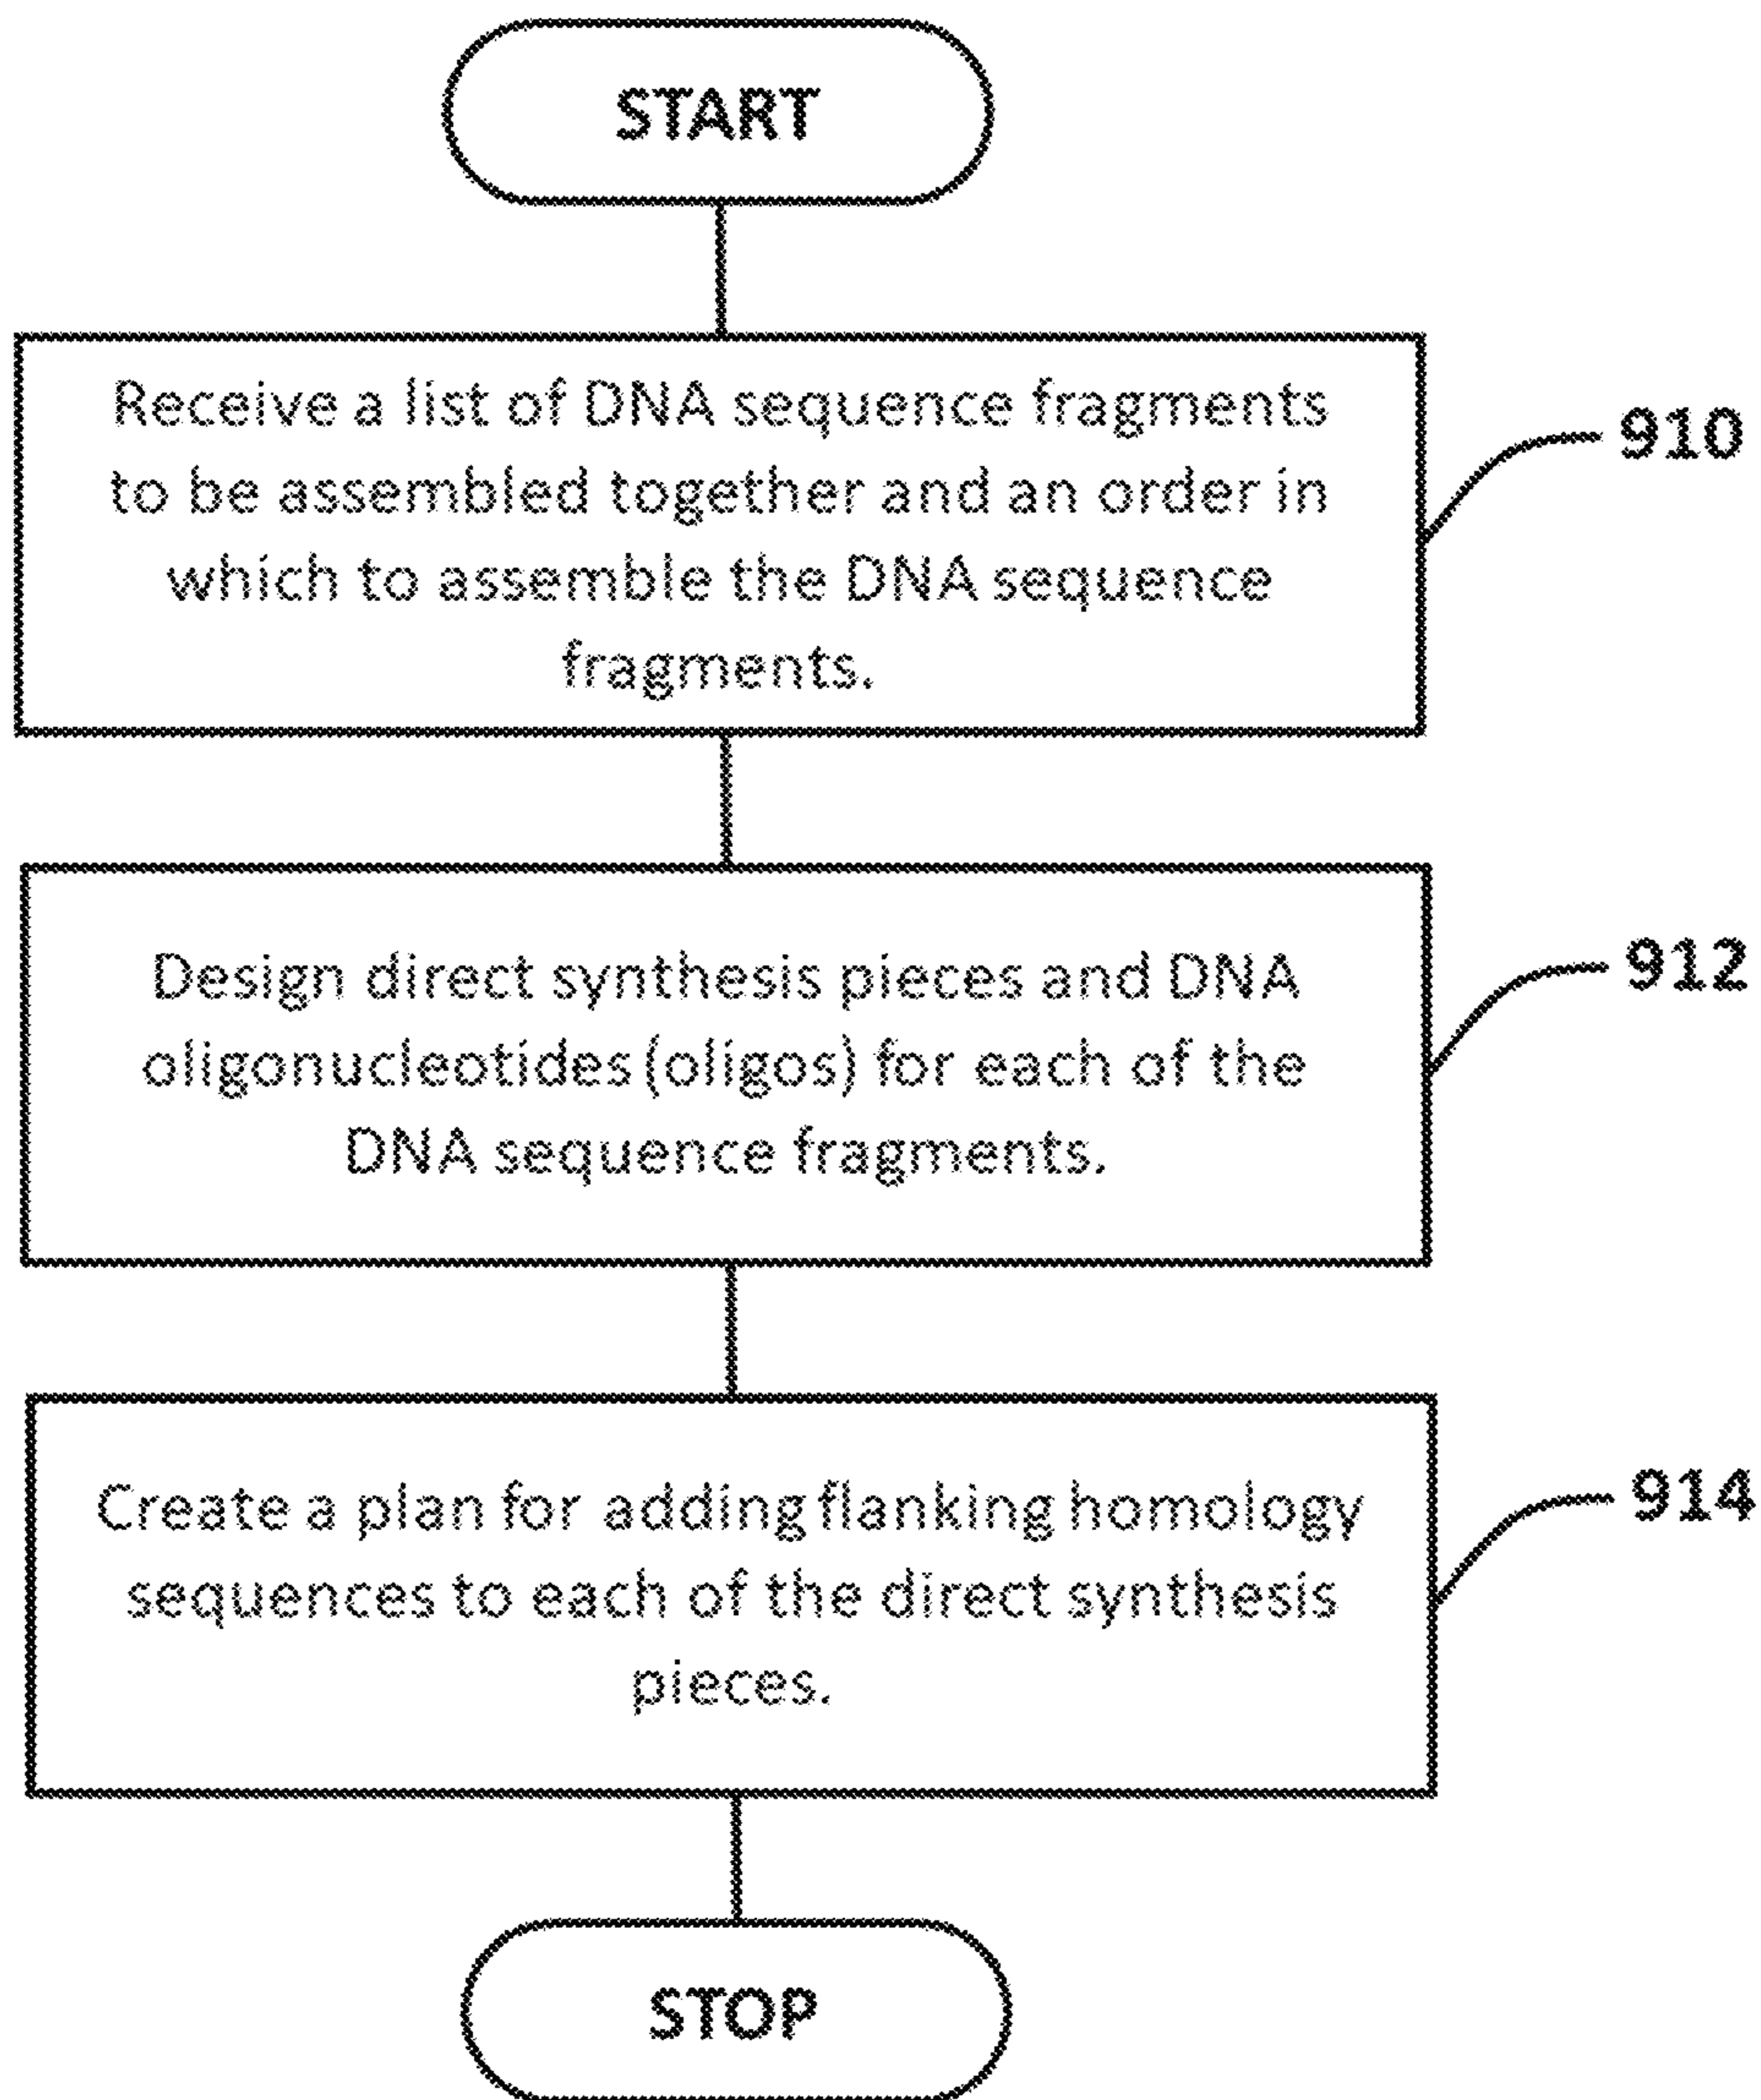 START
Receive a list of DNA sequence fragments
to be assembled together and an order in
which to assemble the DNA sequence
fragments.
910
Design direct synthesis pieces and DNA
oligonucleotides (oligos) for each of the
DNA sequence fragments.
912
Create a plan for adding flanking homology
sequences to each of the direct synthesis
pieces.
914
STOP